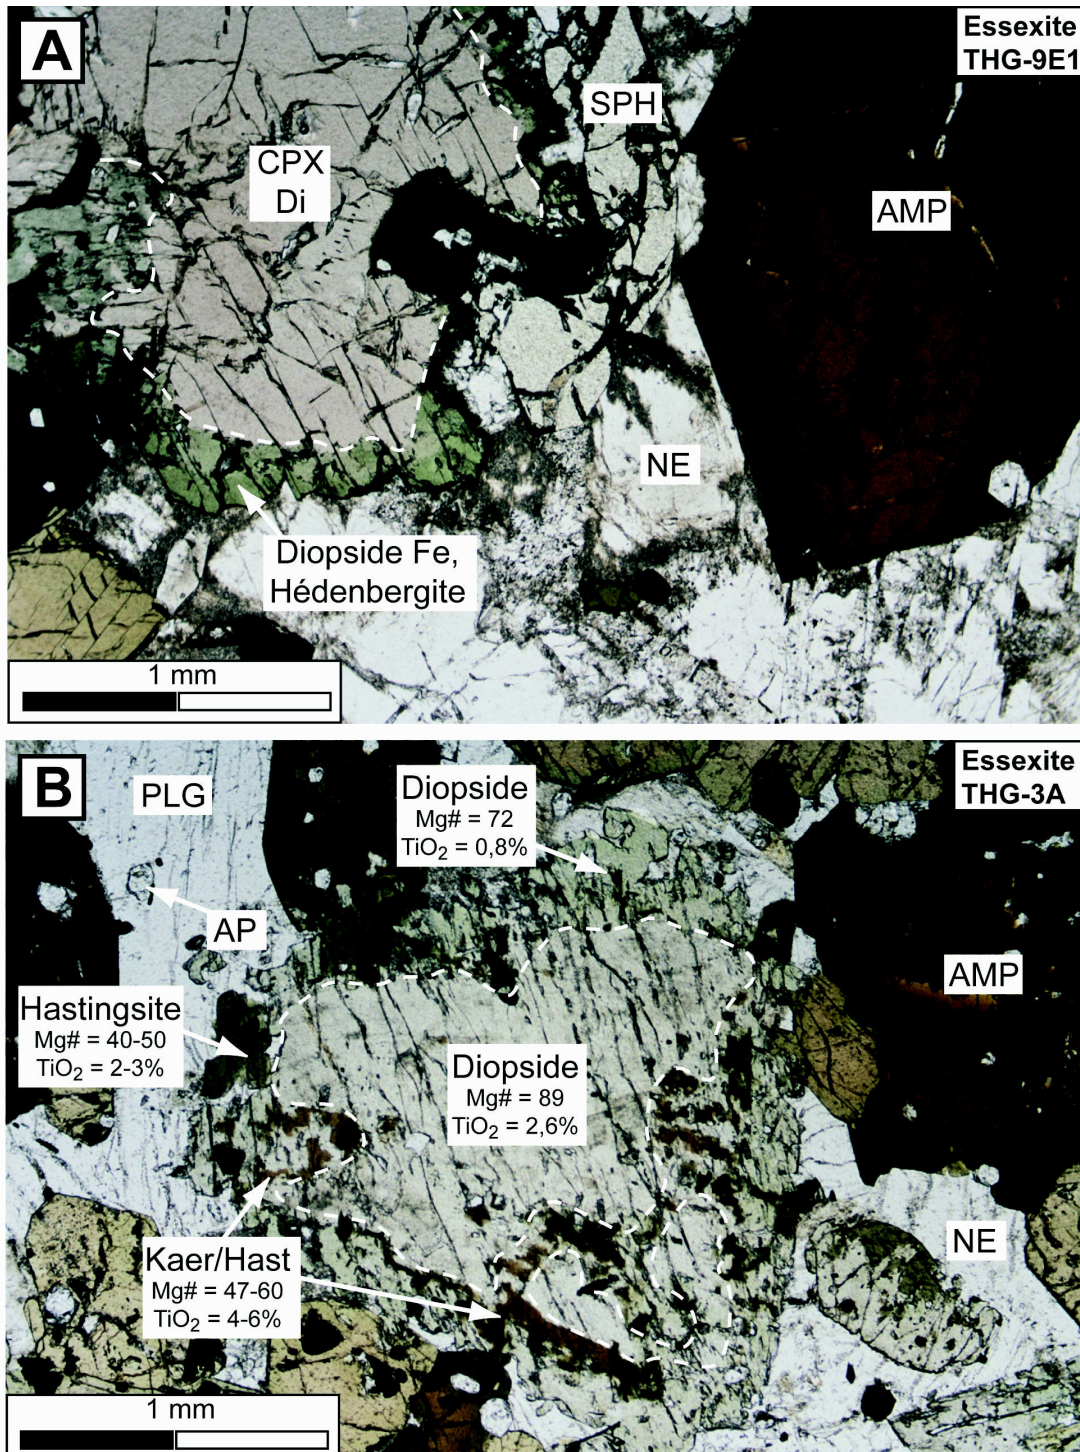 A
Essexite
THG-9E1
SPH
CPX
Di
AMP
NE
Diopside Fe,
Hédenbergite
1 mm
B
Essexite
THG-3A
PLG
Diopside
Mg# = 72
TiO2 = 0,8%
AP
AMP
Hastingsite
Mg# = 40-50
TiO2 = 2-3%
Diopside
Mg# = 89
TiO2 = 2,6%
NE
Kaer/Hast
Mg# = 47-60
TiO2 = 4-6%
1 mm